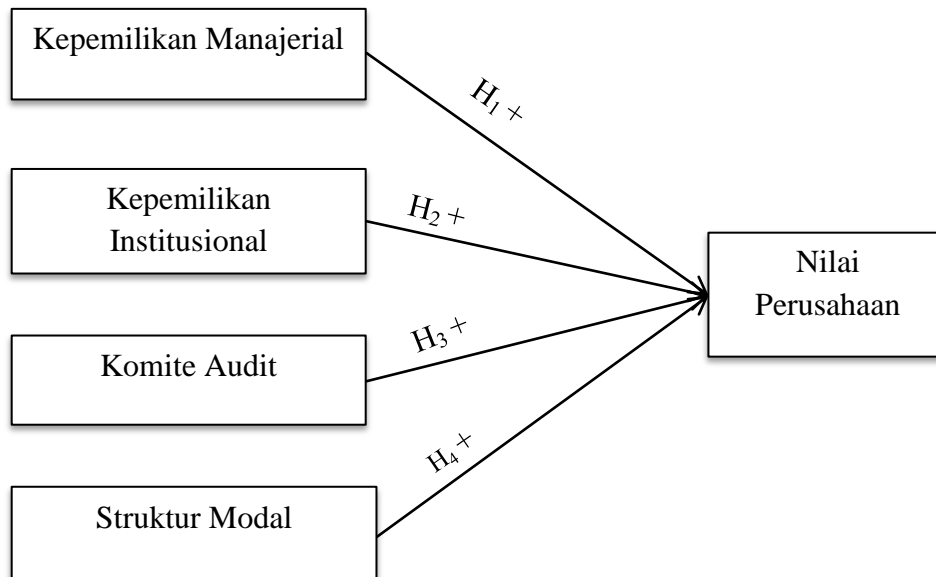 Kepemilikan Manajerial
H1 +
Kepemilikan
Institusional
H2 +
Nilai
Perusahaan
Komite Audit
H3 +
Struktur Modal
H4 +